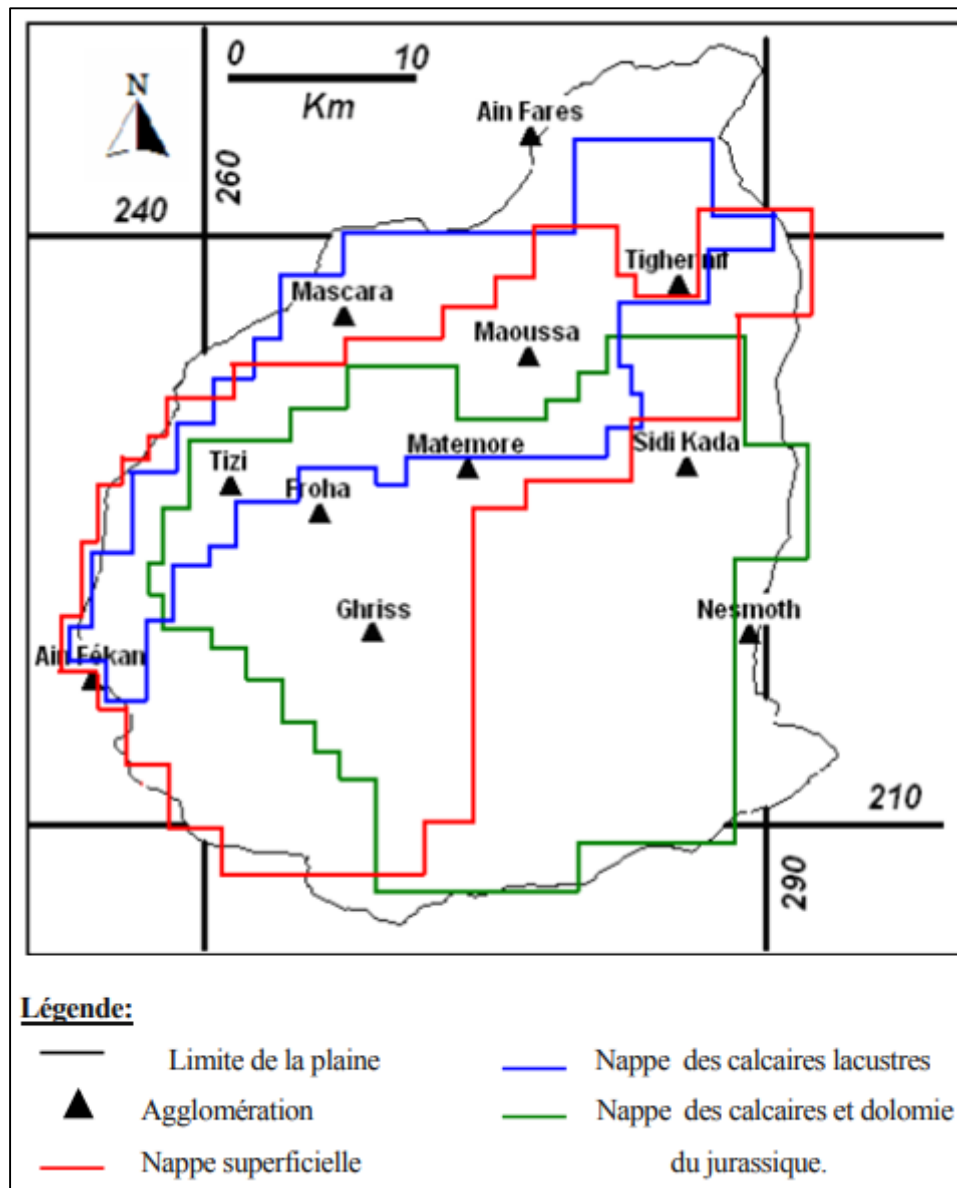 0 10
Km
N
Ain Fares
260
240
Tighennif
Mascara
Maoussa
Matemore
Sidi Kada
Tizi
Froha
Ghriss
Nesmoth
Ain Fékan
210
290
Légende:
Limite de la plaine
Nappe des calcaires lacustres
Agglomération
Nappe des calcaires et dolomie
du jurassique.
Nappe superficielle